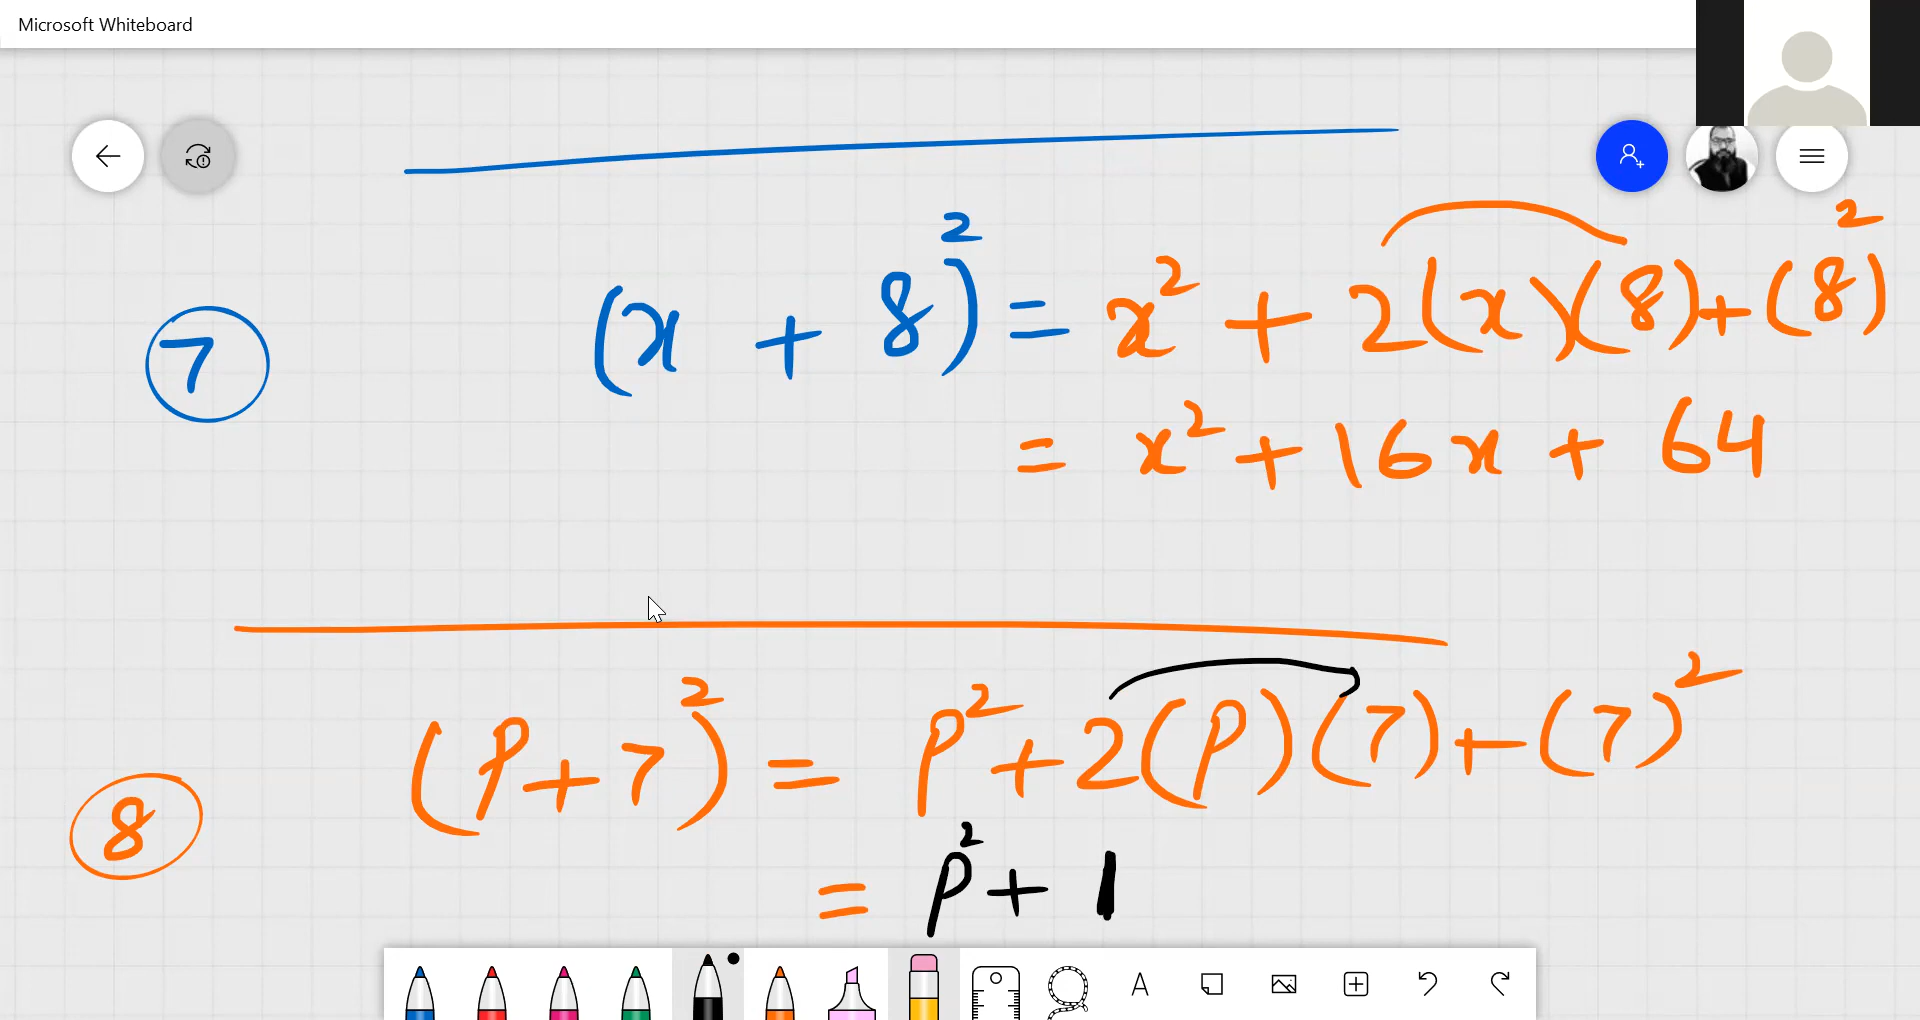 Microsoft Whiteboard
⑦ (x + 8)² = x² + 2(x)(8) + (8)²
= x² + 16x + 64
⑧ (p + 7)² = p² + 2(p)(7) + (7)²
= p² + 1
A